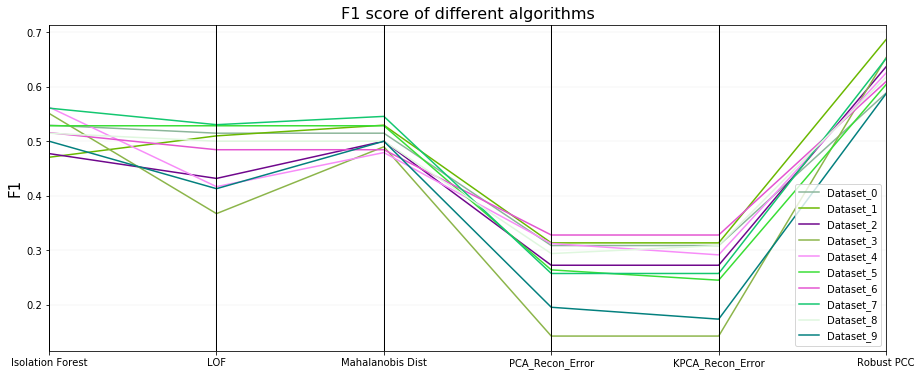 F1 score of different algorithms
F1
0.7
0.6
0.5
0.4
0.3
0.2
Isolation Forest
LOF
Mahalanobis Dist
PCA_Recon_Error
KPCA_Recon_Error
Robust PCC
Dataset_0
Dataset_1
Dataset_2
Dataset_3
Dataset_4
Dataset_5
Dataset_6
Dataset_7
Dataset_8
Dataset_9